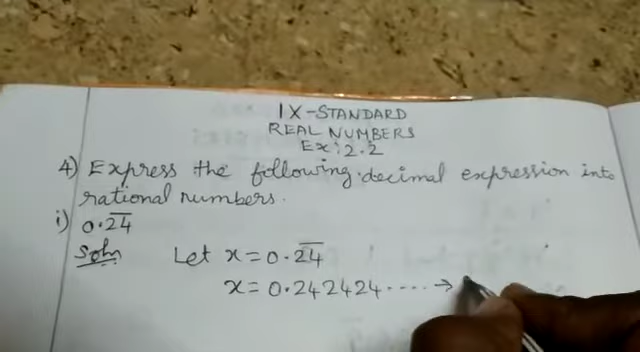 IX-STANDARD
REAL NUMBERS
Ex: 2.2
4) Express the following decimal expression into
rational numbers.
i) 0.2̅4̅
Soln Let x = 0.2̅4̅
x = 0.242424.... →